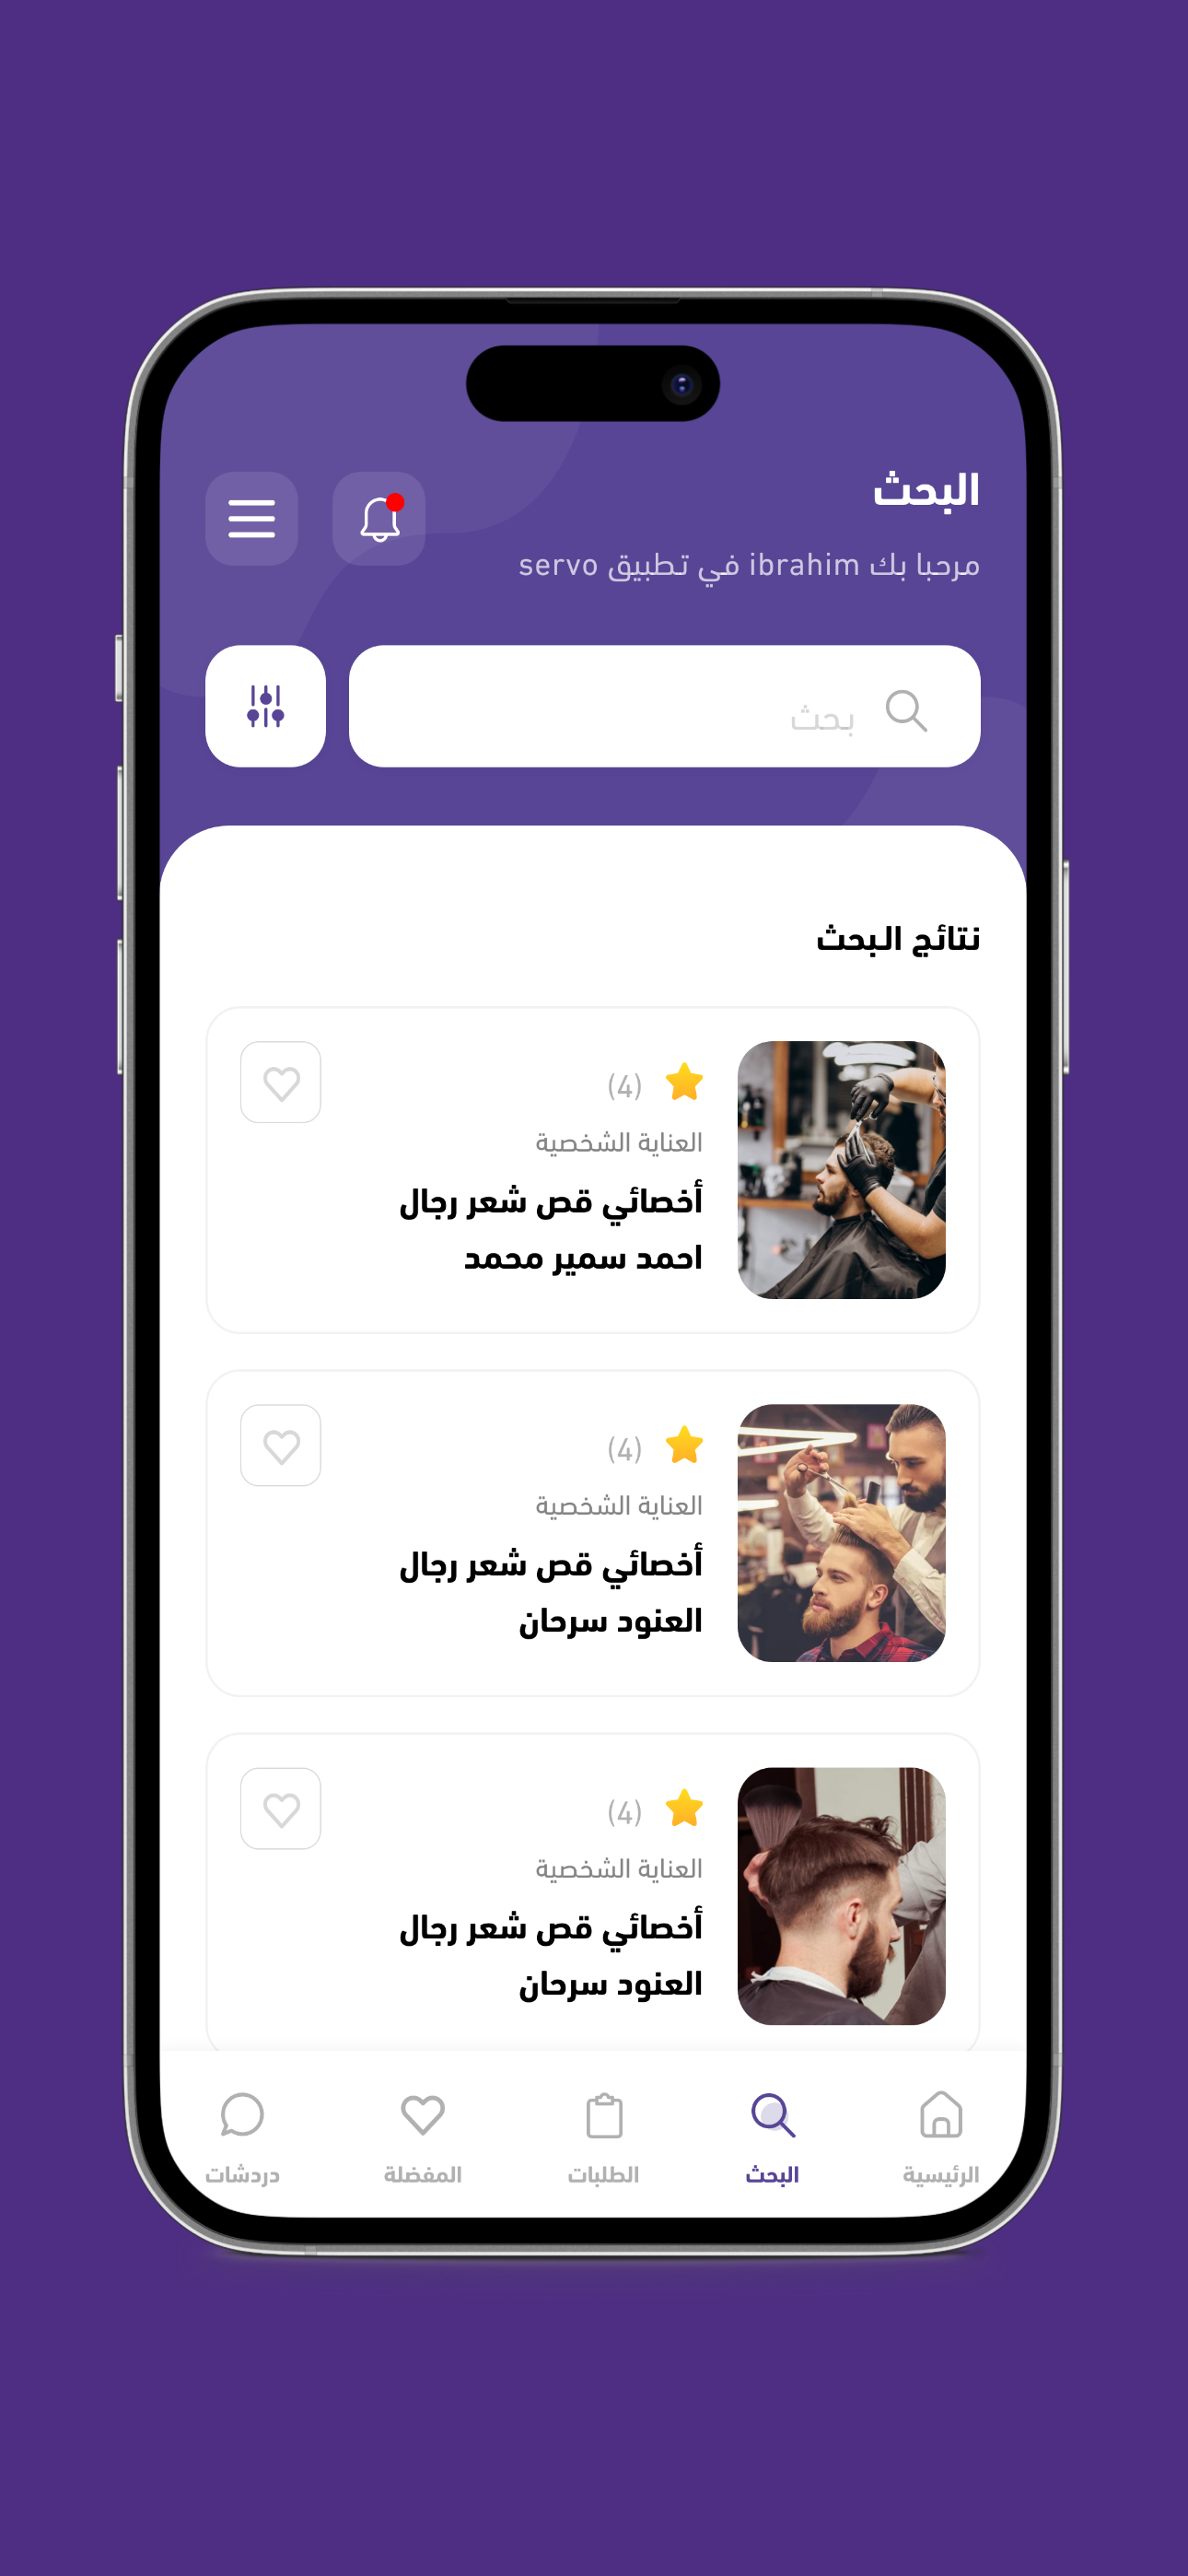 البحث
مرحبا بك ibrahim في تطبيق servo
بحث
نتائج البحث
(4)
العناية الشخصية
أخصائي قص شعر رجال
احمد سمير محمد
(4)
العناية الشخصية
أخصائي قص شعر رجال
العنود سرحان
(4)
العناية الشخصية
أخصائي قص شعر رجال
العنود سرحان
الرئيسية
البحث
الطلبات
المفضلة
دردشات